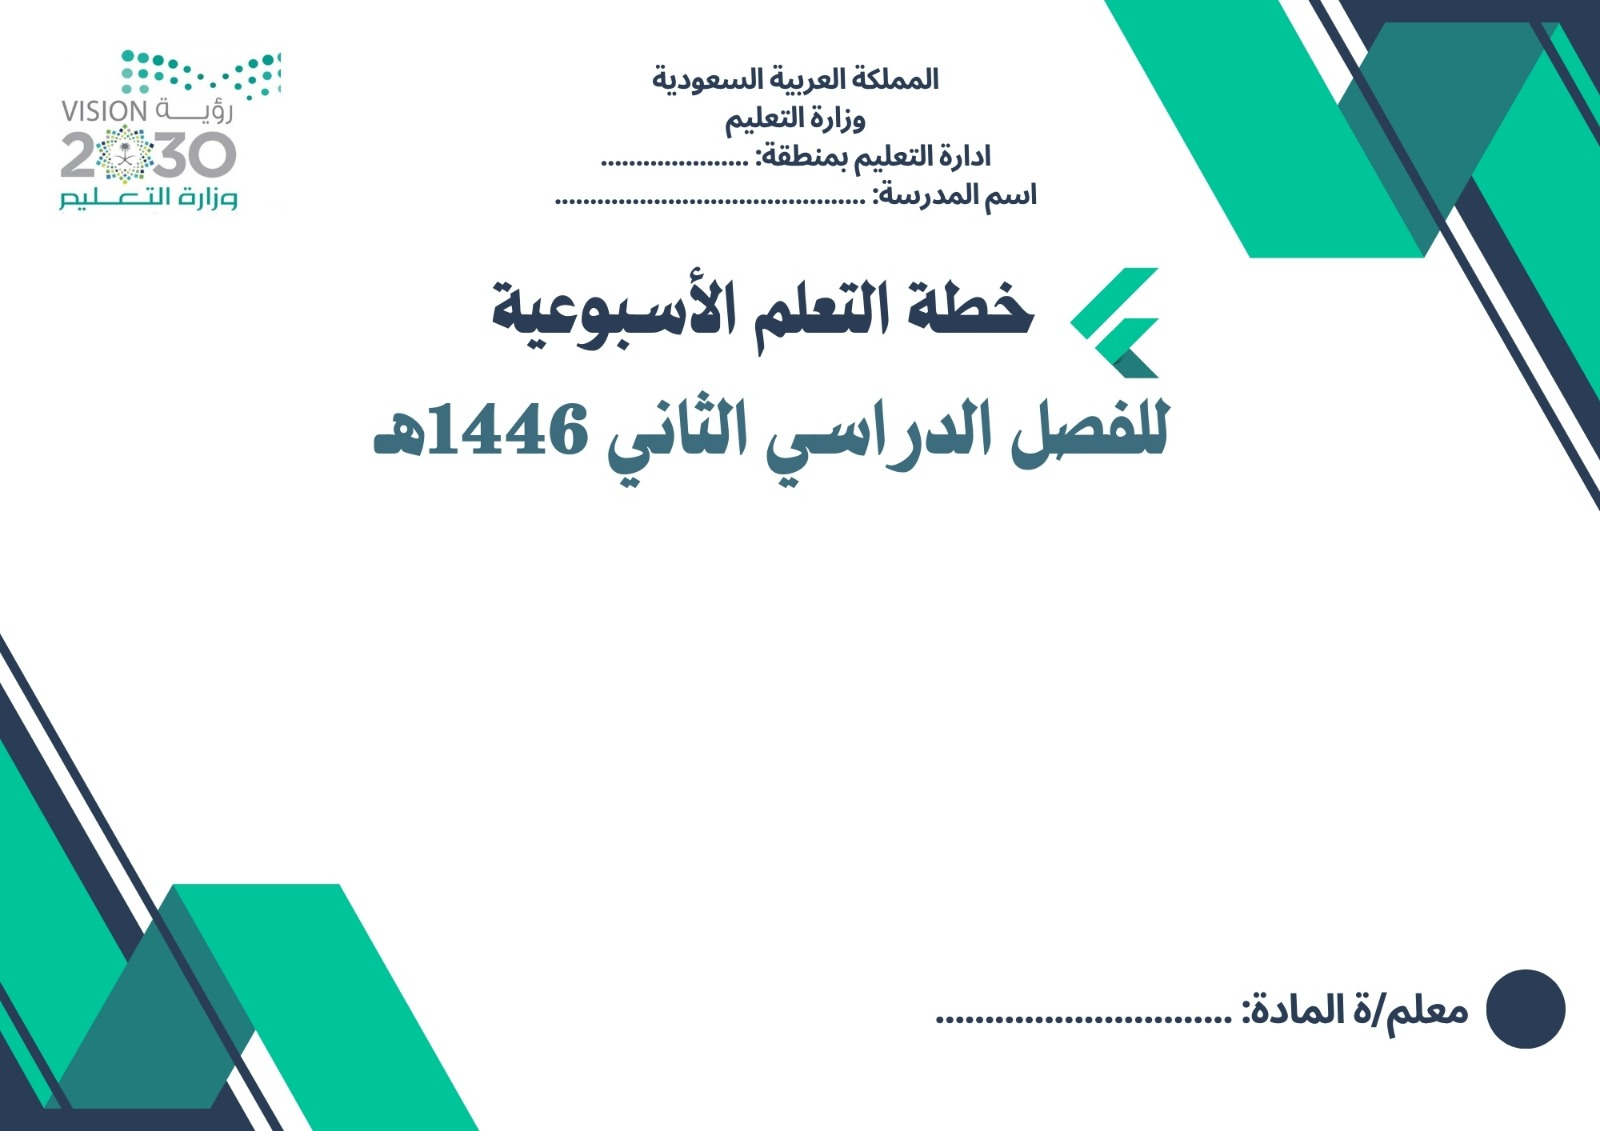 VISION رؤيــة
2030
وزارة التعـــليم
المملكة العربية السعودية
وزارة التعليم
ادارة التعليم بمنطقة: .....................
اسم المدرسة: ............................................
خطة التعلم الأسبوعية
للفصل الدراسي الثاني 1446هـ
معلم/ة المادة: ..............................